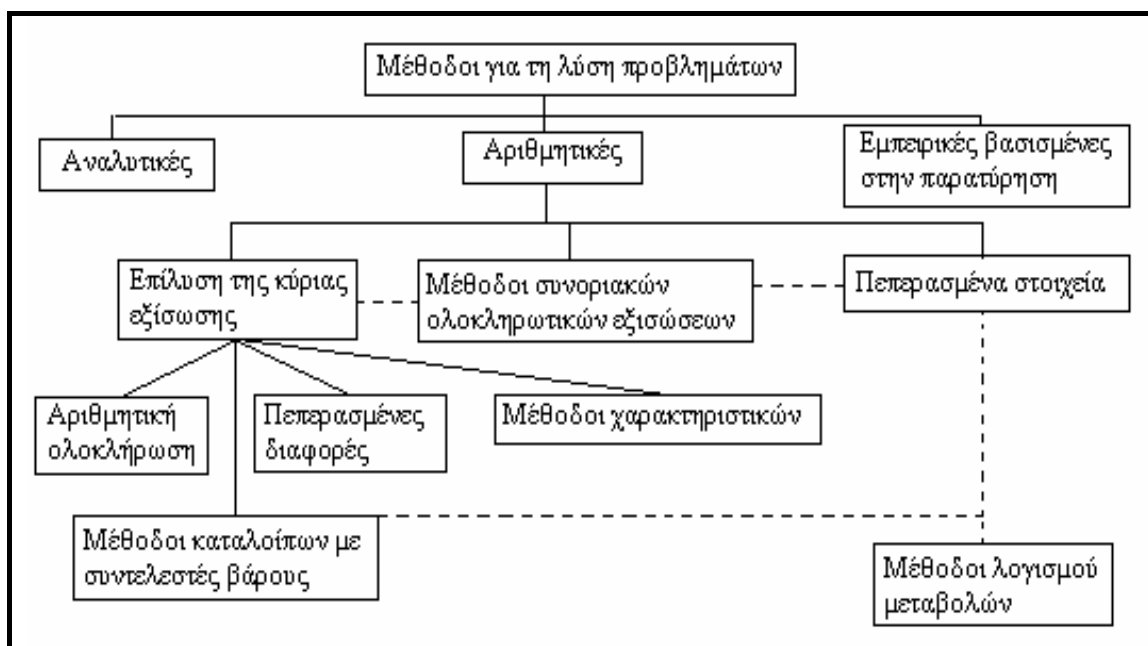 Μέθοδοι για τη λύση προβλημάτων
Αναλυτικές
Αριθμητικές
Εμπειρικές βασισμένες
στην παρατύρηση
Επίλυση της κύριας
εξίσωσης
Μέθοδοι συνοριακών
ολοκληρωτικών εξισώσεων
Πεπερασμένα στοιχεία
Αριθμητική
ολοκλήρωση
Πεπερασμένες
διαφορές
Μέθοδοι χαρακτηριστικών
Μέθοδοι καταλοίπων με
συντελεστές βάρους
Μέθοδοι λογισμού
μεταβολών